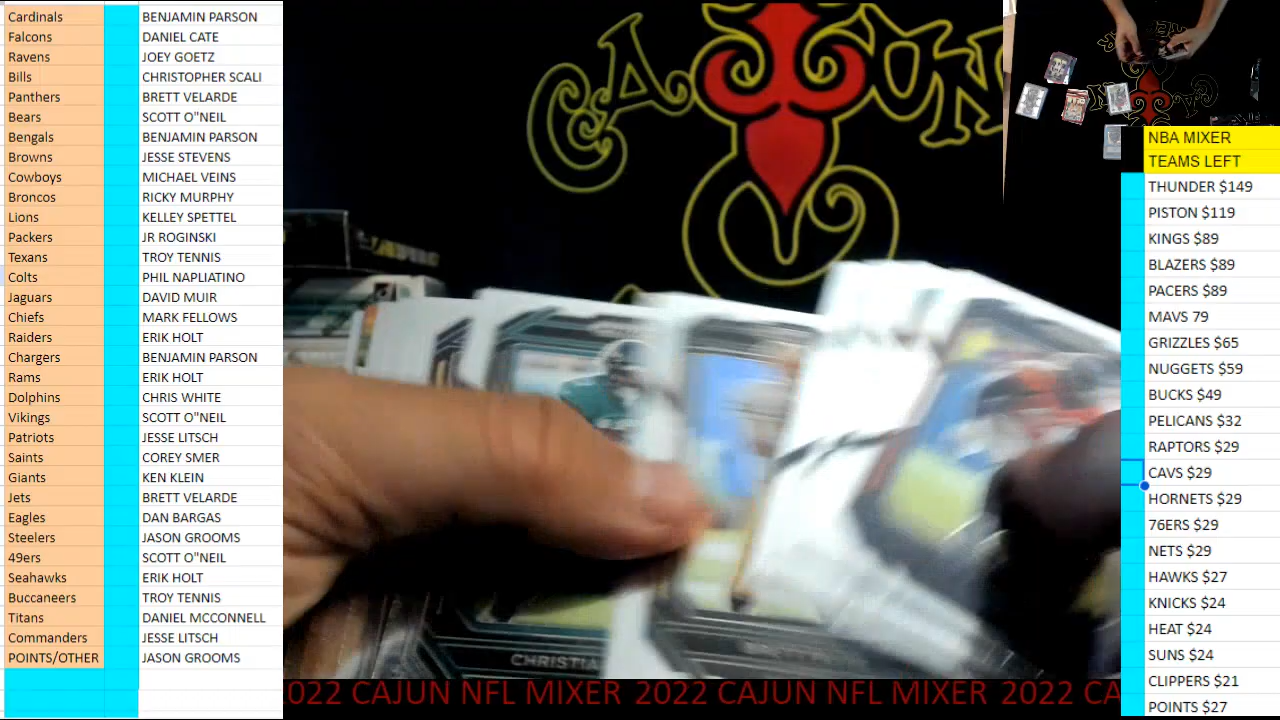 Cardinals BENJAMIN PARSON
Falcons DANIEL CATE
Ravens JOEY GOETZ
Bills CHRISTOPHER SCALI
Panthers BRETT VELARDE
Bears SCOTT O"NEIL
Bengals BENJAMIN PARSON
Browns JESSE STEVENS
Cowboys MICHAEL VEINS
Broncos RICKY MURPHY
Lions KELLEY SPETTEL
Packers JR ROGINSKI
Texans TROY TENNIS
Colts PHIL NAPLIATINO
Jaguars DAVID MUIR
Chiefs MARK FELLOWS
Raiders ERIK HOLT
Chargers BENJAMIN PARSON
Rams ERIK HOLT
Dolphins CHRIS WHITE
Vikings SCOTT O"NEIL
Patriots JESSE LITSCH
Saints COREY SMER
Giants KEN KLEIN
Jets BRETT VELARDE
Eagles DAN BARGAS
Steelers JASON GROOMS
49ers SCOTT O"NEIL
Seahawks ERIK HOLT
Buccaneers TROY TENNIS
Titans DANIEL MCCONNELL
Commanders JESSE LITSCH
POINTS/OTHER JASON GROOMS
CAJUN
CHRISTIA
2022 CAJUN NFL MIXER 2022 CAJUN NFL MIXER 2022 CA
NBA MIXER
TEAMS LEFT
THUNDER $149
PISTON $119
KINGS $89
BLAZERS $89
PACERS $89
MAVS 79
GRIZZLES $65
NUGGETS $59
BUCKS $49
PELICANS $32
RAPTORS $29
CAVS $29
HORNETS $29
76ERS $29
NETS $29
HAWKS $27
KNICKS $24
HEAT $24
SUNS $24
CLIPPERS $21
POINTS $27